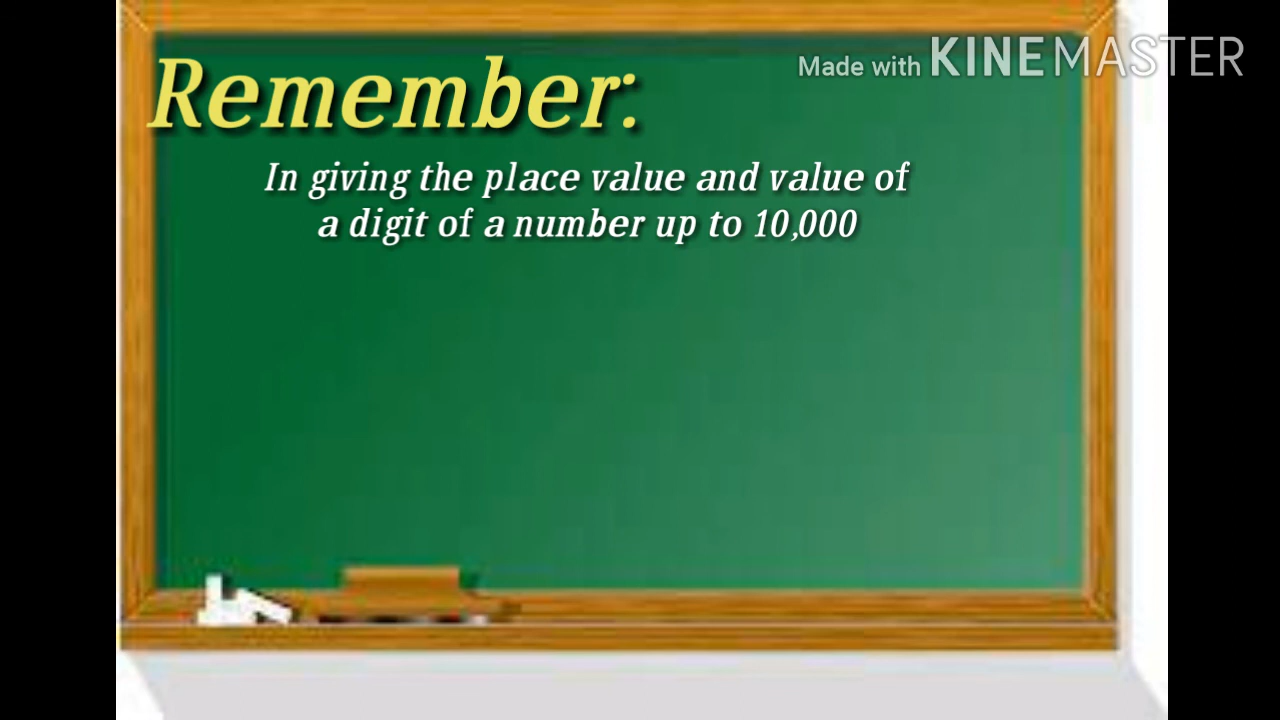 Made with KINEMASTER
Remember:
In giving the place value and value of
a digit of a number up to 10,000